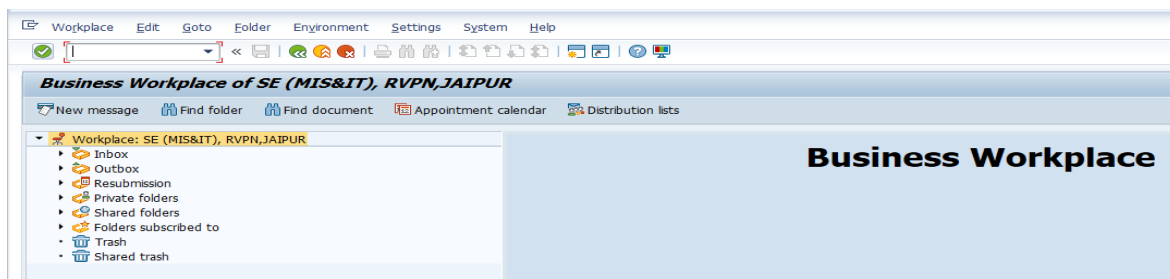 Workplace Edit Goto Folder Environment Settings System Help
Business Workplace of SE (MIS&IT), RVPN,JAIPUR
New message Find folder Find document Appointment calendar Distribution lists
Workplace: SE (MIS&IT), RVPN,JAIPUR
Business Workplace
Inbox
Outbox
Resubmission
Private folders
Shared folders
Folders subscribed to
Trash
Shared trash